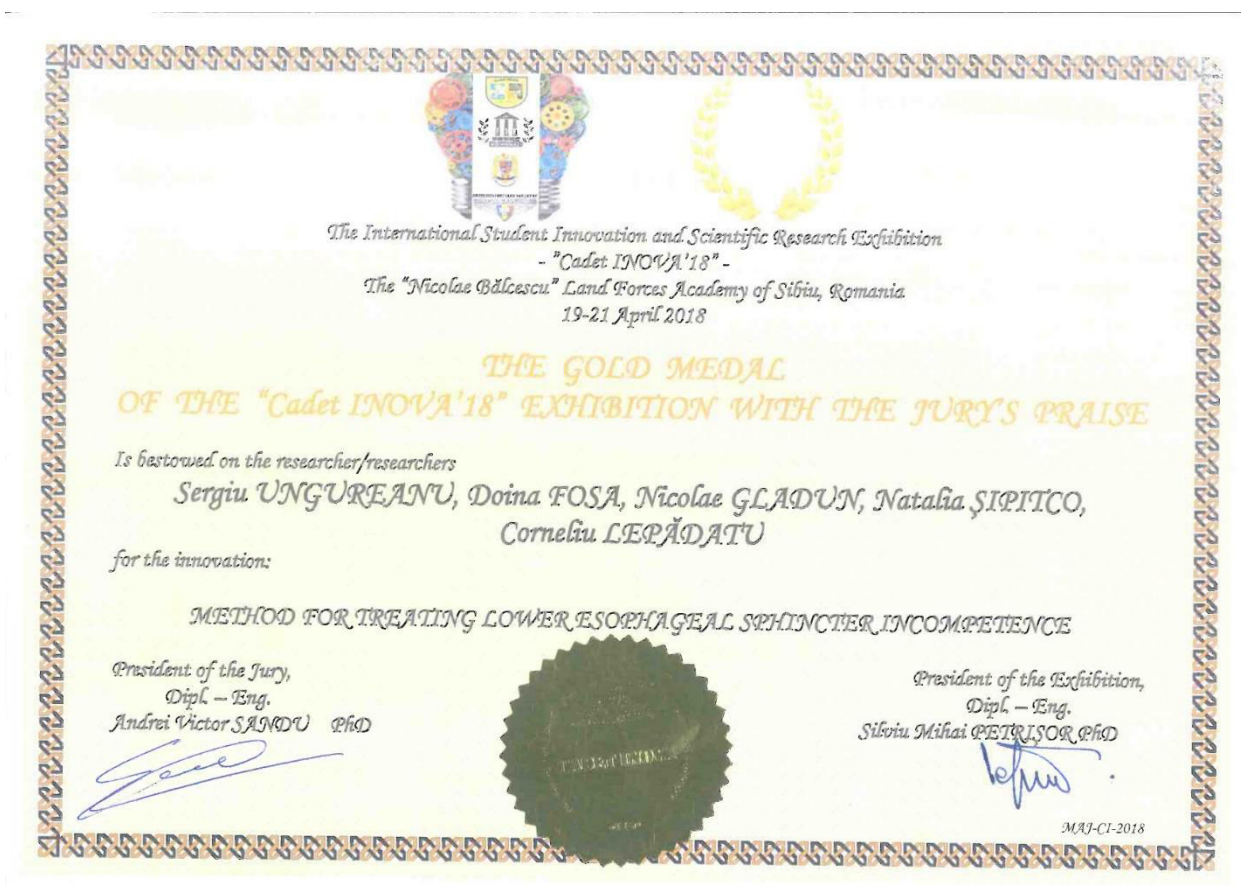 The International Student Innovation and Scientific Research Exhibition
- "Cadet INOVA'18" -
The "Nicolae Bălcescu" Land Forces Academy of Sibiu, Romania
19-21 April 2018
THE GOLD MEDAL
OF THE "Cadet INOVA'18" EXHIBITION WITH THE JURY'S PRAISE
Is bestowed on the researcher/researchers
Sergiu UNGUREANU, Doina FOSA, Nicolae GLADUN, Natalia ŞIPITCO,
Corneliu LEPĂDATU
for the innovation:
METHOD FOR TREATING LOWER ESOPHAGEAL SPHINCTER INCOMPETENCE
President of the Jury,
Dipl. – Eng.
Andrei Victor SANDU PhD
President of the Exhibition,
Dipl. – Eng.
Silviu Mihai PETRIŞOR PhD
MAJ-CI-2018